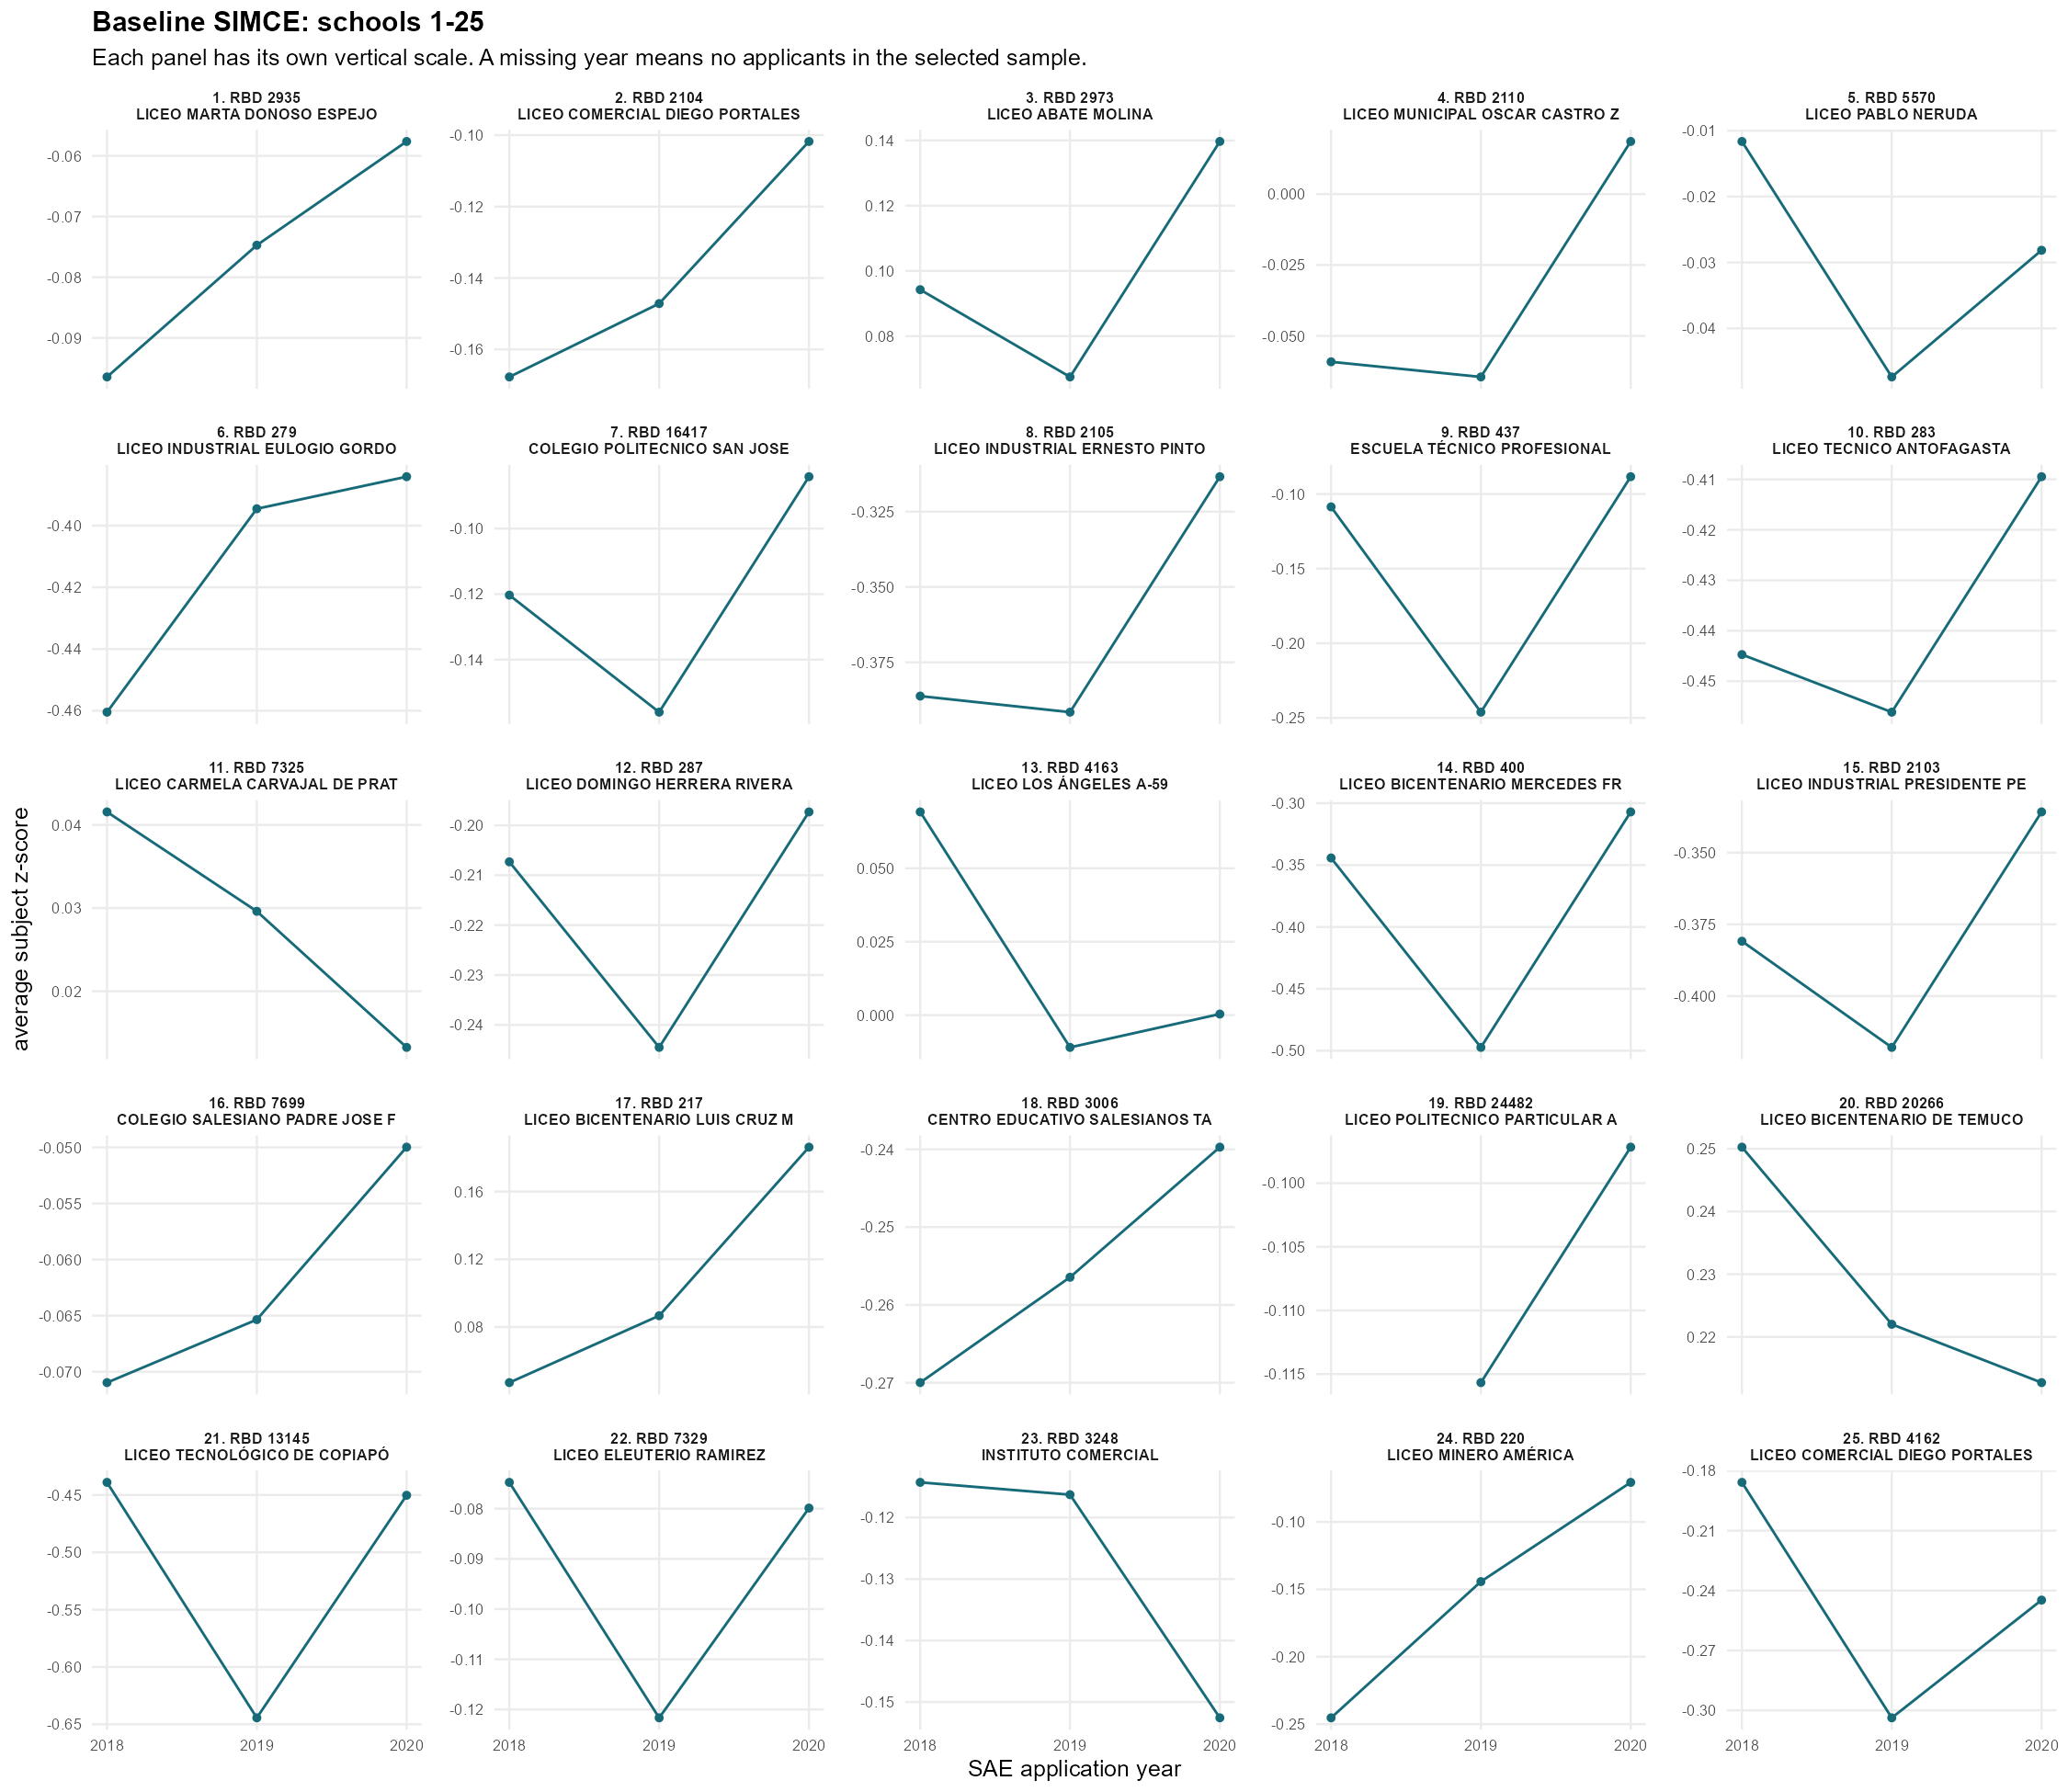 Baseline SIMCE: schools 1-25
Each panel has its own vertical scale. A missing year means no applicants in the selected sample.
1. RBD 2935
LICEO MARTA DONOSO ESPEJO
-0.06
-0.07
-0.08
-0.09
2. RBD 2104
LICEO COMERCIAL DIEGO PORTALES
-0.10
-0.12
-0.14
-0.16
3. RBD 2973
LICEO ABATE MOLINA
0.14
0.12
0.10
0.08
4. RBD 2110
LICEO MUNICIPAL OSCAR CASTRO Z
0.000
-0.025
-0.050
5. RBD 5570
LICEO PABLO NERUDA
-0.01
-0.02
-0.03
-0.04
6. RBD 279
LICEO INDUSTRIAL EULOGIO GORDO
-0.40
-0.42
-0.44
-0.46
7. RBD 16417
COLEGIO POLITECNICO SAN JOSE
-0.10
-0.12
-0.14
8. RBD 2105
LICEO INDUSTRIAL ERNESTO PINTO
-0.325
-0.350
-0.375
9. RBD 437
ESCUELA TÉCNICO PROFESIONAL
-0.10
-0.15
-0.20
-0.25
10. RBD 283
LICEO TECNICO ANTOFAGASTA
-0.41
-0.42
-0.43
-0.44
-0.45
11. RBD 7325
LICEO CARMELA CARVAJAL DE PRAT
0.04
0.03
0.02
12. RBD 287
LICEO DOMINGO HERRERA RIVERA
-0.20
-0.21
-0.22
-0.23
-0.24
13. RBD 4163
LICEO LOS ÁNGELES A-59
0.050
0.025
0.000
14. RBD 400
LICEO BICENTENARIO MERCEDES FR
-0.30
-0.35
-0.40
-0.45
-0.50
15. RBD 2103
LICEO INDUSTRIAL PRESIDENTE PE
-0.350
-0.375
-0.400
16. RBD 7699
COLEGIO SALESIANO PADRE JOSE F
-0.050
-0.055
-0.060
-0.065
-0.070
17. RBD 217
LICEO BICENTENARIO LUIS CRUZ M
0.16
0.12
0.08
18. RBD 3006
CENTRO EDUCATIVO SALESIANOS TA
-0.24
-0.25
-0.26
-0.27
19. RBD 24482
LICEO POLITECNICO PARTICULAR A
-0.100
-0.105
-0.110
-0.115
20. RBD 20266
LICEO BICENTENARIO DE TEMUCO
0.25
0.24
0.23
0.22
21. RBD 13145
LICEO TECNOLÓGICO DE COPIAPÓ
-0.45
-0.50
-0.55
-0.60
-0.65
22. RBD 7329
LICEO ELEUTERIO RAMIREZ
-0.08
-0.09
-0.10
-0.11
-0.12
23. RBD 3248
INSTITUTO COMERCIAL
-0.12
-0.13
-0.14
-0.15
24. RBD 220
LICEO MINERO AMÉRICA
-0.10
-0.15
-0.20
-0.25
25. RBD 4162
LICEO COMERCIAL DIEGO PORTALES
-0.18
-0.21
-0.24
-0.27
-0.30
2018 2019 2020
2018 2019 2020
2018 2019 2020
2018 2019 2020
2018 2019 2020
SAE application year
average subject z-score